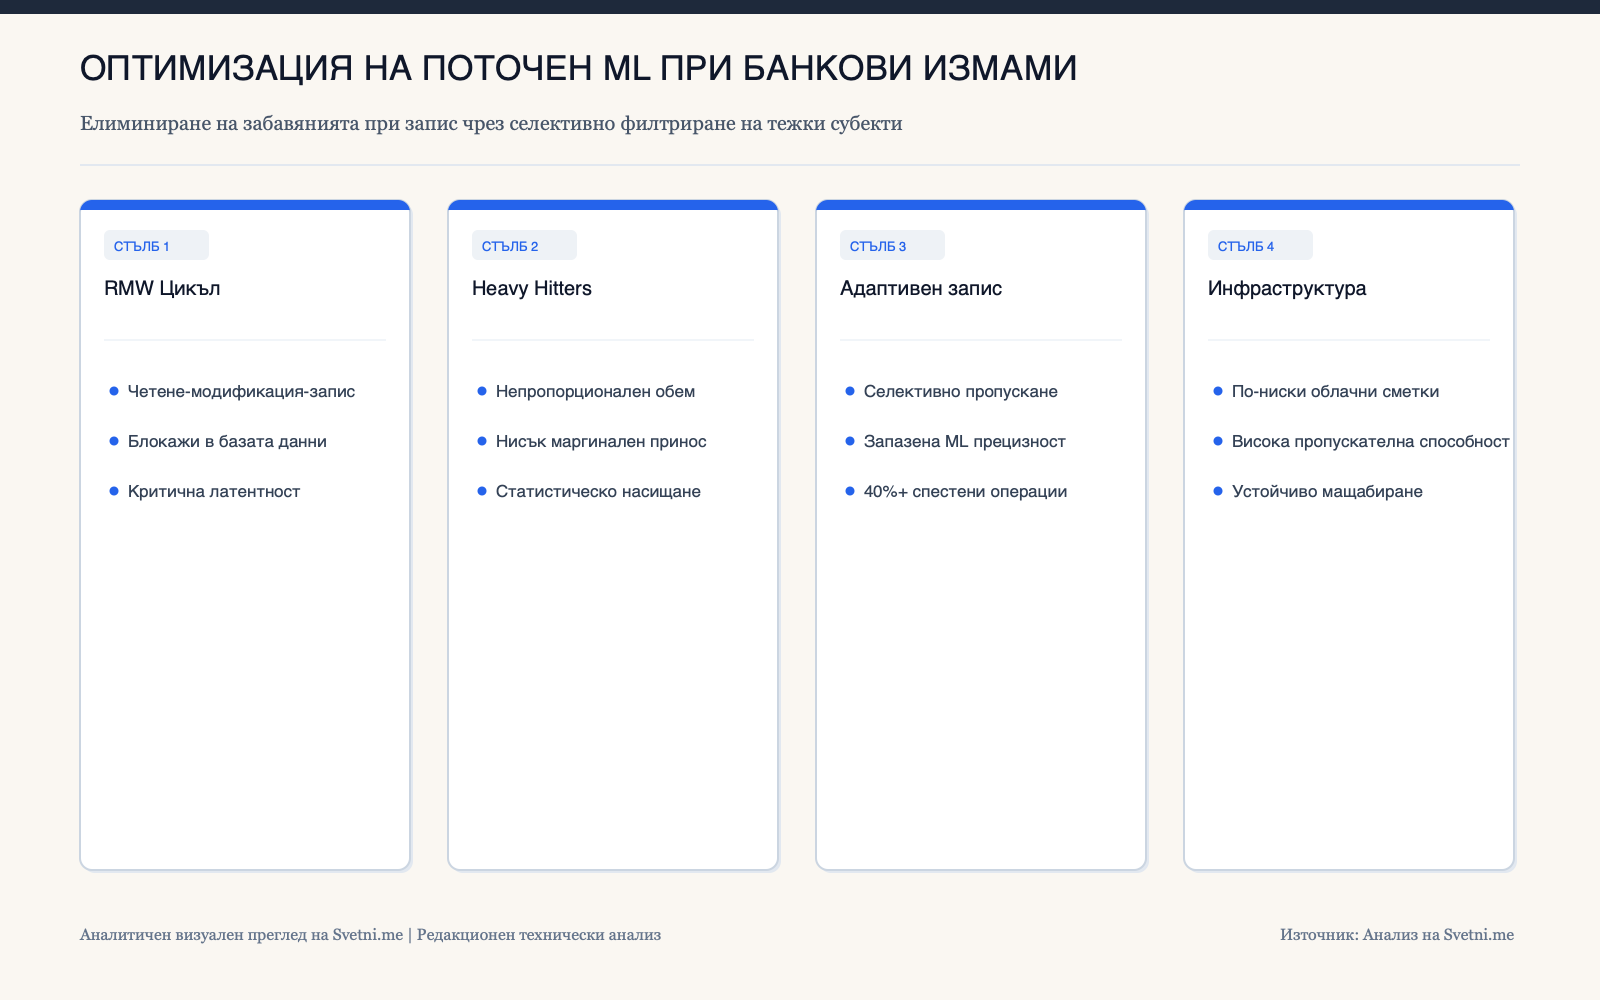 ОПТИМИЗАЦИЯ НА ПОТОЧЕН ML ПРИ БАНКОВИ ИЗМАМИ
Елиминиране на забавянията при запис чрез селективно филтриране на тежки субекти
СТЪЛБ 1
RMW Цикъл
Четене-модификация-запис
Блокажи в базата данни
Критична латентност
СТЪЛБ 2
Heavy Hitters
Непропорционален обем
Нисък маргинален принос
Статистическо насищане
СТЪЛБ 3
Адаптивен запис
Селективно пропускане
Запазена ML прецизност
40%+ спестени операции
СТЪЛБ 4
Инфраструктура
По-ниски облачни сметки
Висока пропускателна способност
Устойчиво мащабиране
Аналитичен визуален преглед на Svetni.me | Редакционен технически анализ
Източник: Анализ на Svetni.me